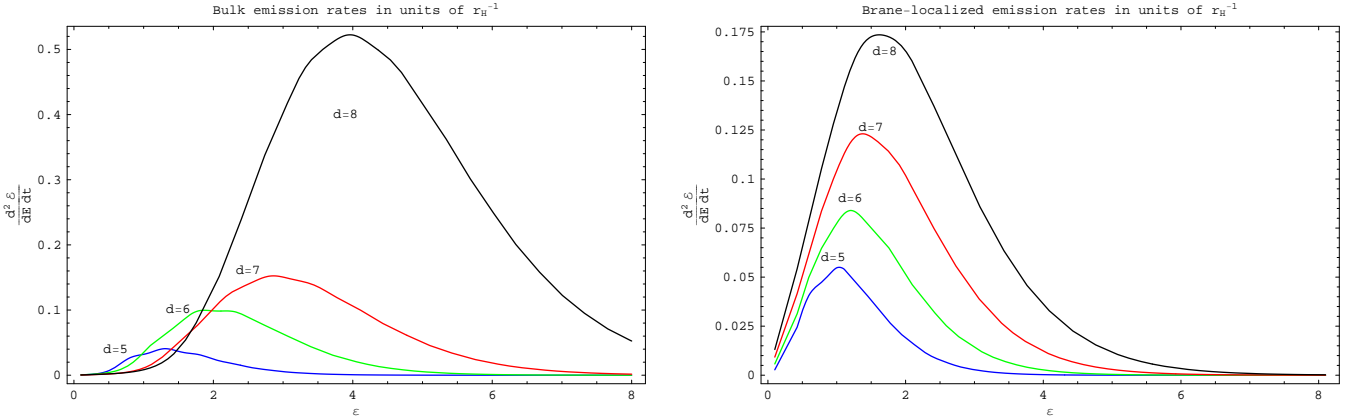 Bulk emission rates in units of r_H⁻¹
0.5
0.4
0.3
0.2
0.1
0
d² ℰ
dE dt
d=8
d=7
d=6
d=5
0 2 4 6 8
ε
Brane-localized emission rates in units of r_H⁻¹
0.175
0.15
0.125
0.1
0.075
0.05
0.025
0
d² ℰ
dE dt
d=8
d=7
d=6
d=5
0 2 4 6 8
ε